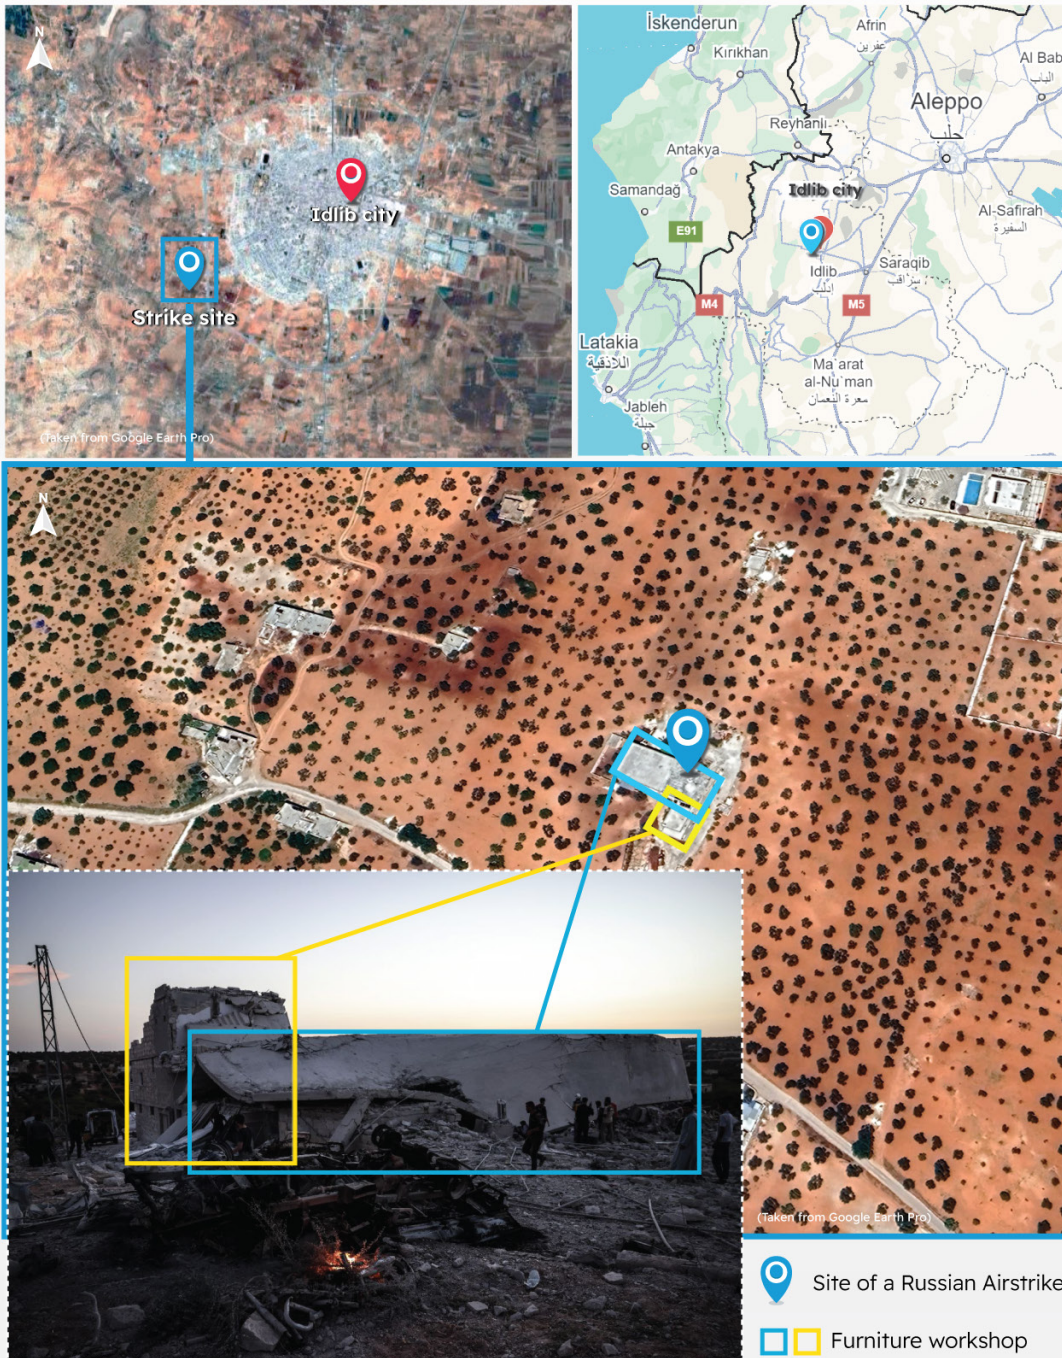 N
Idlib city
Strike site
(Taken from Google Earth Pro)
İskenderun
Kırıkhan
Afrin
عفرين
Al Bab
الباب
Aleppo
حلب
Reyhanlı
Antakya
Samandağ
Idlib city
Al-Safirah
السفيرة
E91
Saraqib
سراقب
Idlib
إدلب
M4
M5
Latakia
اللاذقية
Ma'arat
al-Nu'man
معرة النعمان
Jableh
جبلة
N
(Taken from Google Earth Pro)
Site of a Russian Airstrike
Furniture workshop